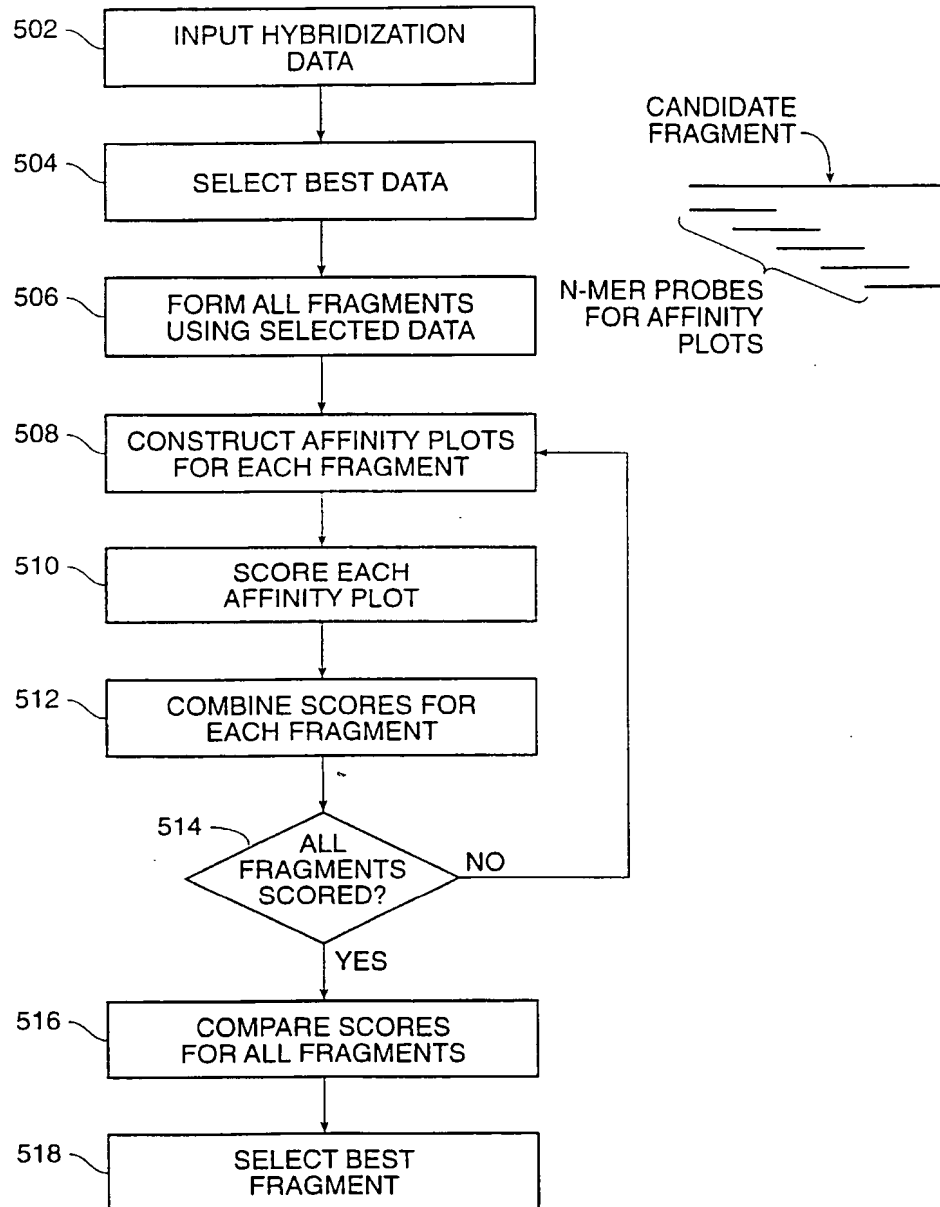 502
INPUT HYBRIDIZATION
DATA
504
SELECT BEST DATA
506
FORM ALL FRAGMENTS
USING SELECTED DATA
508
CONSTRUCT AFFINITY PLOTS
FOR EACH FRAGMENT
510
SCORE EACH
AFFINITY PLOT
512
COMBINE SCORES FOR
EACH FRAGMENT
514
ALL
FRAGMENTS
SCORED?
NO
YES
516
COMPARE SCORES
FOR ALL FRAGMENTS
518
SELECT BEST
FRAGMENT
CANDIDATE
FRAGMENT
N-MER PROBES
FOR AFFINITY
PLOTS